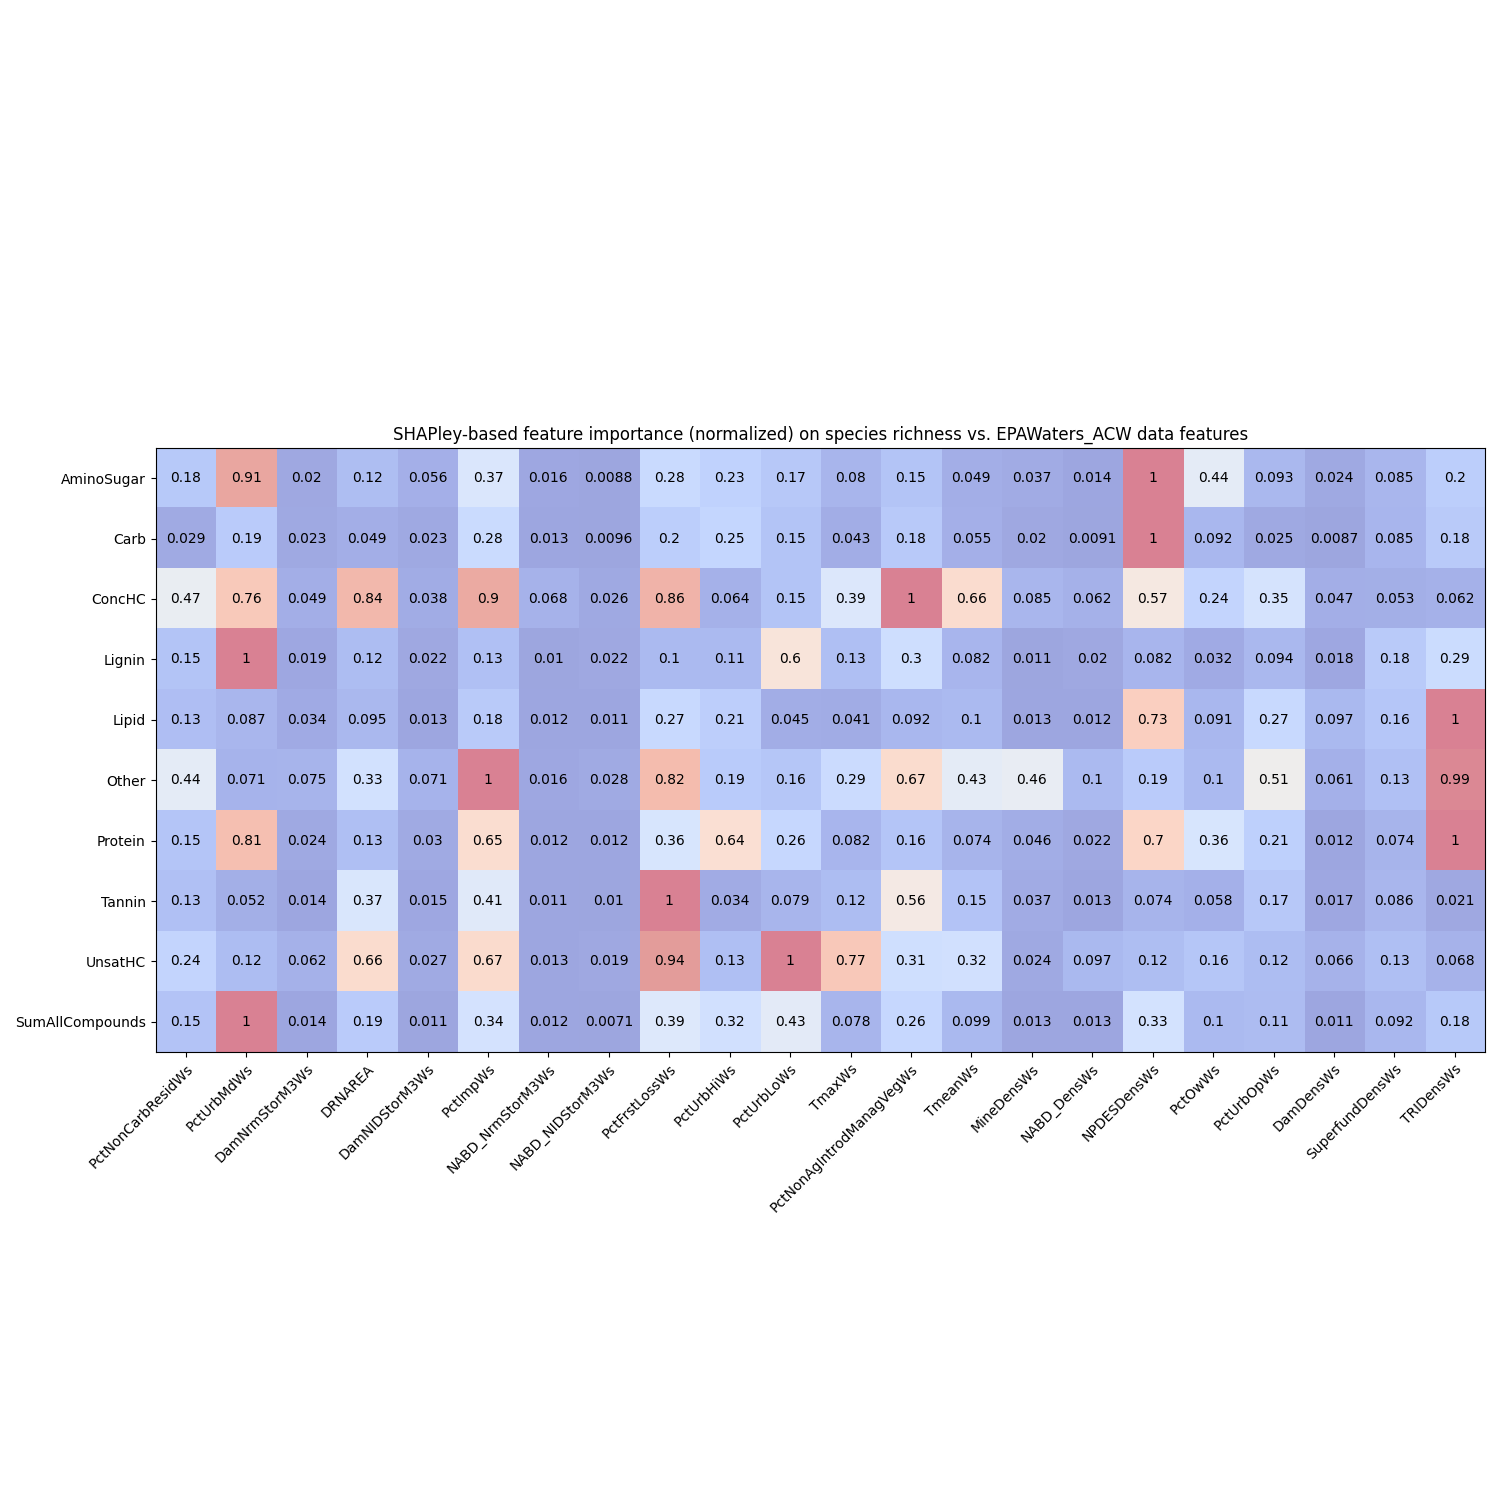 SHAPley-based feature importance (normalized) on species richness vs. EPAWaters_ACW data features
AminoSugar 0.18 0.91 0.02 0.12 0.056 0.37 0.016 0.0088 0.28 0.23 0.17 0.08 0.15 0.049 0.037 0.014 1 0.44 0.093 0.024 0.085 0.2
Carb 0.029 0.19 0.023 0.049 0.023 0.28 0.013 0.0096 0.2 0.25 0.15 0.043 0.18 0.055 0.02 0.0091 1 0.092 0.025 0.0087 0.085 0.18
ConcHC 0.47 0.76 0.049 0.84 0.038 0.9 0.068 0.026 0.86 0.064 0.15 0.39 1 0.66 0.085 0.062 0.57 0.24 0.35 0.047 0.053 0.062
Lignin 0.15 1 0.019 0.12 0.022 0.13 0.01 0.022 0.1 0.11 0.6 0.13 0.3 0.082 0.011 0.02 0.082 0.032 0.094 0.018 0.18 0.29
Lipid 0.13 0.087 0.034 0.095 0.013 0.18 0.012 0.011 0.27 0.21 0.045 0.041 0.092 0.1 0.013 0.012 0.73 0.091 0.27 0.097 0.16 1
Other 0.44 0.071 0.075 0.33 0.071 1 0.016 0.028 0.82 0.19 0.16 0.29 0.67 0.43 0.46 0.1 0.19 0.1 0.51 0.061 0.13 0.99
Protein 0.15 0.81 0.024 0.13 0.03 0.65 0.012 0.012 0.36 0.64 0.26 0.082 0.16 0.074 0.046 0.022 0.7 0.36 0.21 0.012 0.074 1
Tannin 0.13 0.052 0.014 0.37 0.015 0.41 0.011 0.01 1 0.034 0.079 0.12 0.56 0.15 0.037 0.013 0.074 0.058 0.17 0.017 0.086 0.021
UnsatHC 0.24 0.12 0.062 0.66 0.027 0.67 0.013 0.019 0.94 0.13 1 0.77 0.31 0.32 0.024 0.097 0.12 0.16 0.12 0.066 0.13 0.068
SumAllCompounds 0.15 1 0.014 0.19 0.011 0.34 0.012 0.0071 0.39 0.32 0.43 0.078 0.26 0.099 0.013 0.013 0.33 0.1 0.11 0.011 0.092 0.18
PctNonCarbResidWs
PctUrbMdWs
DamNrmStorM3Ws
DRNAREA
DamNIDStorM3Ws
PctImpWs
NABD_NrmStorM3Ws
NABD_NIDStorM3Ws
PctFrstLossWs
PctUrbHiWs
PctUrbLoWs
TmaxWs
PctNonAgIntrodManagVegWs
TmeanWs
MineDensWs
NABD_DensWs
NPDESDensWs
PctOwWs
PctUrbOpWs
DamDensWs
SuperfundDensWs
TRIDensWs